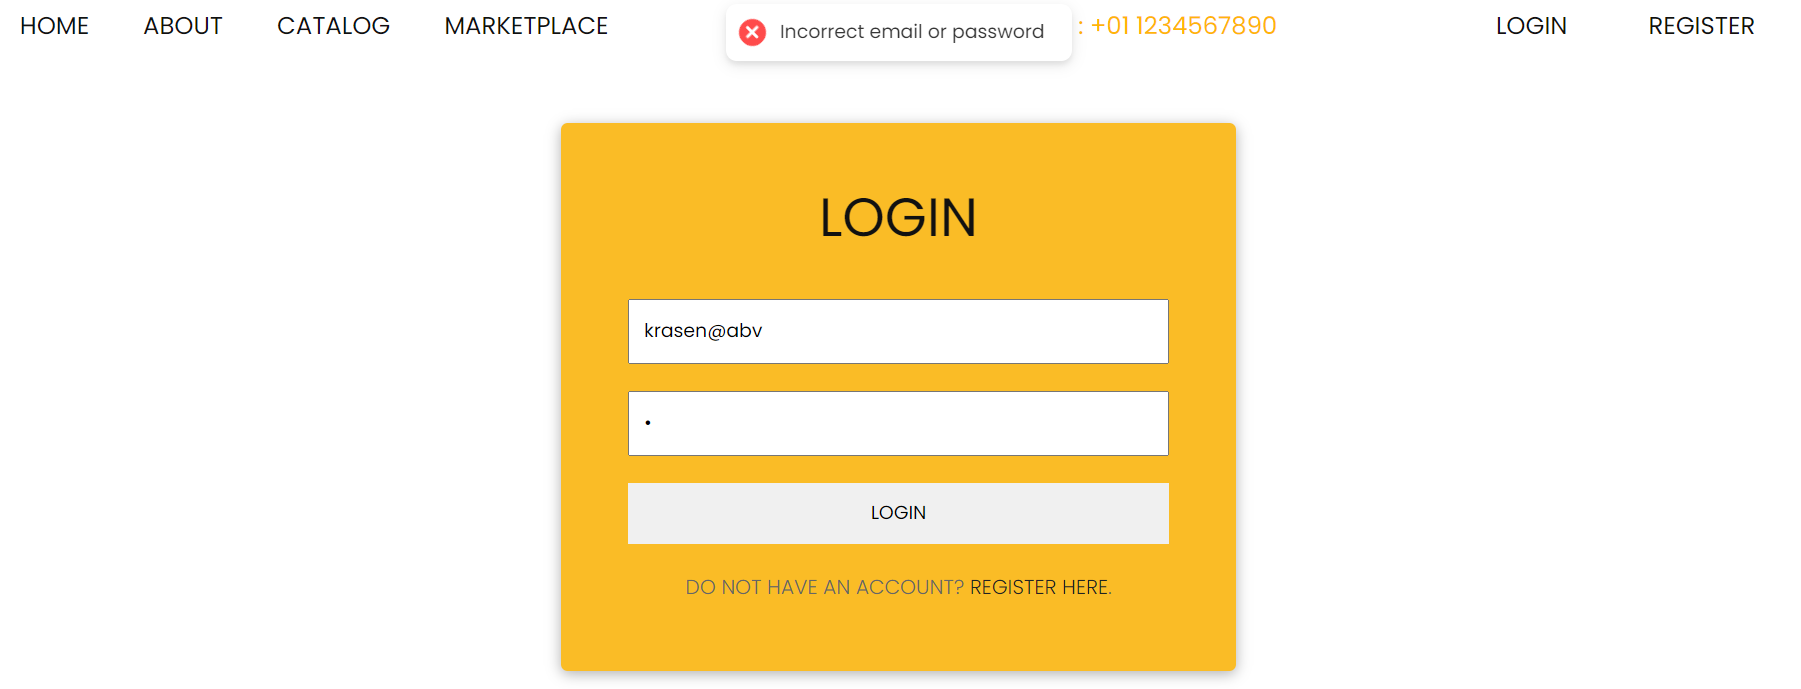 HOME ABOUT CATALOG MARKETPLACE Incorrect email or password : +01 1234567890 LOGIN REGISTER
LOGIN
krasen@abv
•
LOGIN
DO NOT HAVE AN ACCOUNT? REGISTER HERE.